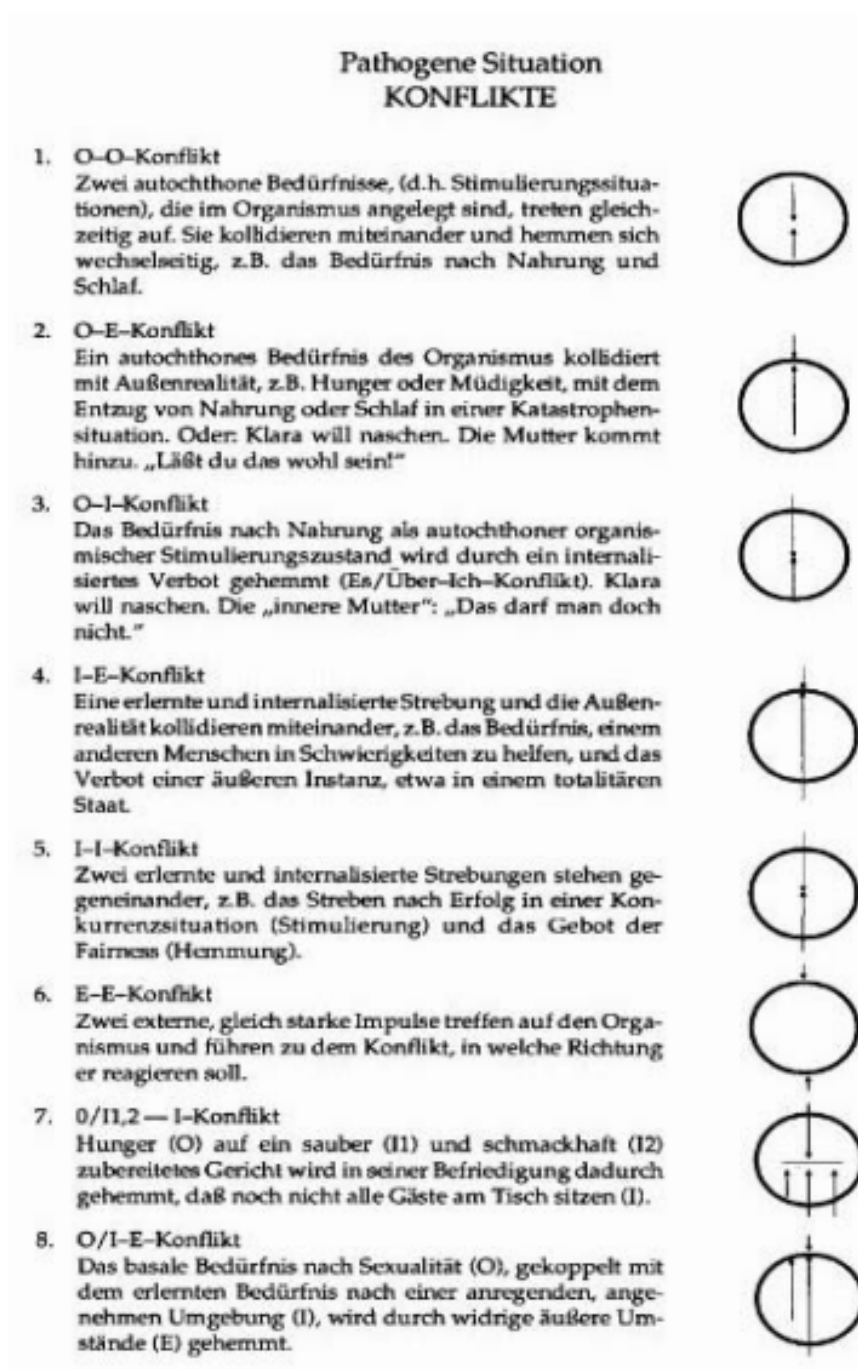 Pathogene Situation
KONFLIKTE
1. O–O–Konflikt
Zwei autochthone Bedürfnisse, (d.h. Stimulierungssitua-
tionen), die im Organismus angelegt sind, treten gleich-
zeitig auf. Sie kollidieren miteinander und hemmen sich
wechselseitig, z.B. das Bedürfnis nach Nahrung und
Schlaf.
2. O–E–Konflikt
Ein autochthones Bedürfnis des Organismus kollidiert
mit Außenrealität, z.B. Hunger oder Müdigkeit, mit dem
Entzug von Nahrung oder Schlaf in einer Katastrophen-
situation. Oder: Klara will naschen. Die Mutter kommt
hinzu. „Läßt du das wohl sein!“
3. O–I–Konflikt
Das Bedürfnis nach Nahrung als autochthoner organis-
mischer Stimulierungszustand wird durch ein internali-
siertes Verbot gehemmt (Es/Über–Ich–Konflikt). Klara
will naschen. Die „innere Mutter“: „Das darf man doch
nicht.“
4. I–E–Konflikt
Eine erlernte und internalisierte Strebung und die Außen-
realität kollidieren miteinander, z.B. das Bedürfnis, einem
anderen Menschen in Schwierigkeiten zu helfen, und das
Verbot einer äußeren Instanz, etwa in einem totalitären
Staat.
5. I–I–Konflikt
Zwei erlernte und internalisierte Strebungen stehen ge-
geneinander, z.B. das Streben nach Erfolg in einer Kon-
kurrenzsituation (Stimulierung) und das Gebot der
Fairness (Hemmung).
6. E–E–Konflikt
Zwei externe, gleich starke Impulse treffen auf den Orga-
nismus und führen zu dem Konflikt, in welche Richtung
er reagieren soll.
7. 0/I1,2 — I–Konflikt
Hunger (O) auf ein sauber (I1) und schmackhaft (I2)
zubereitetes Gericht wird in seiner Befriedigung dadurch
gehemmt, daß noch nicht alle Gäste am Tisch sitzen (I).
8. O/I–E–Konflikt
Das basale Bedürfnis nach Sexualität (O), gekoppelt mit
dem erlernten Bedürfnis nach einer anregenden, ange-
nehmen Umgebung (I), wird durch widrige äußere Um-
stände (E) gehemmt.